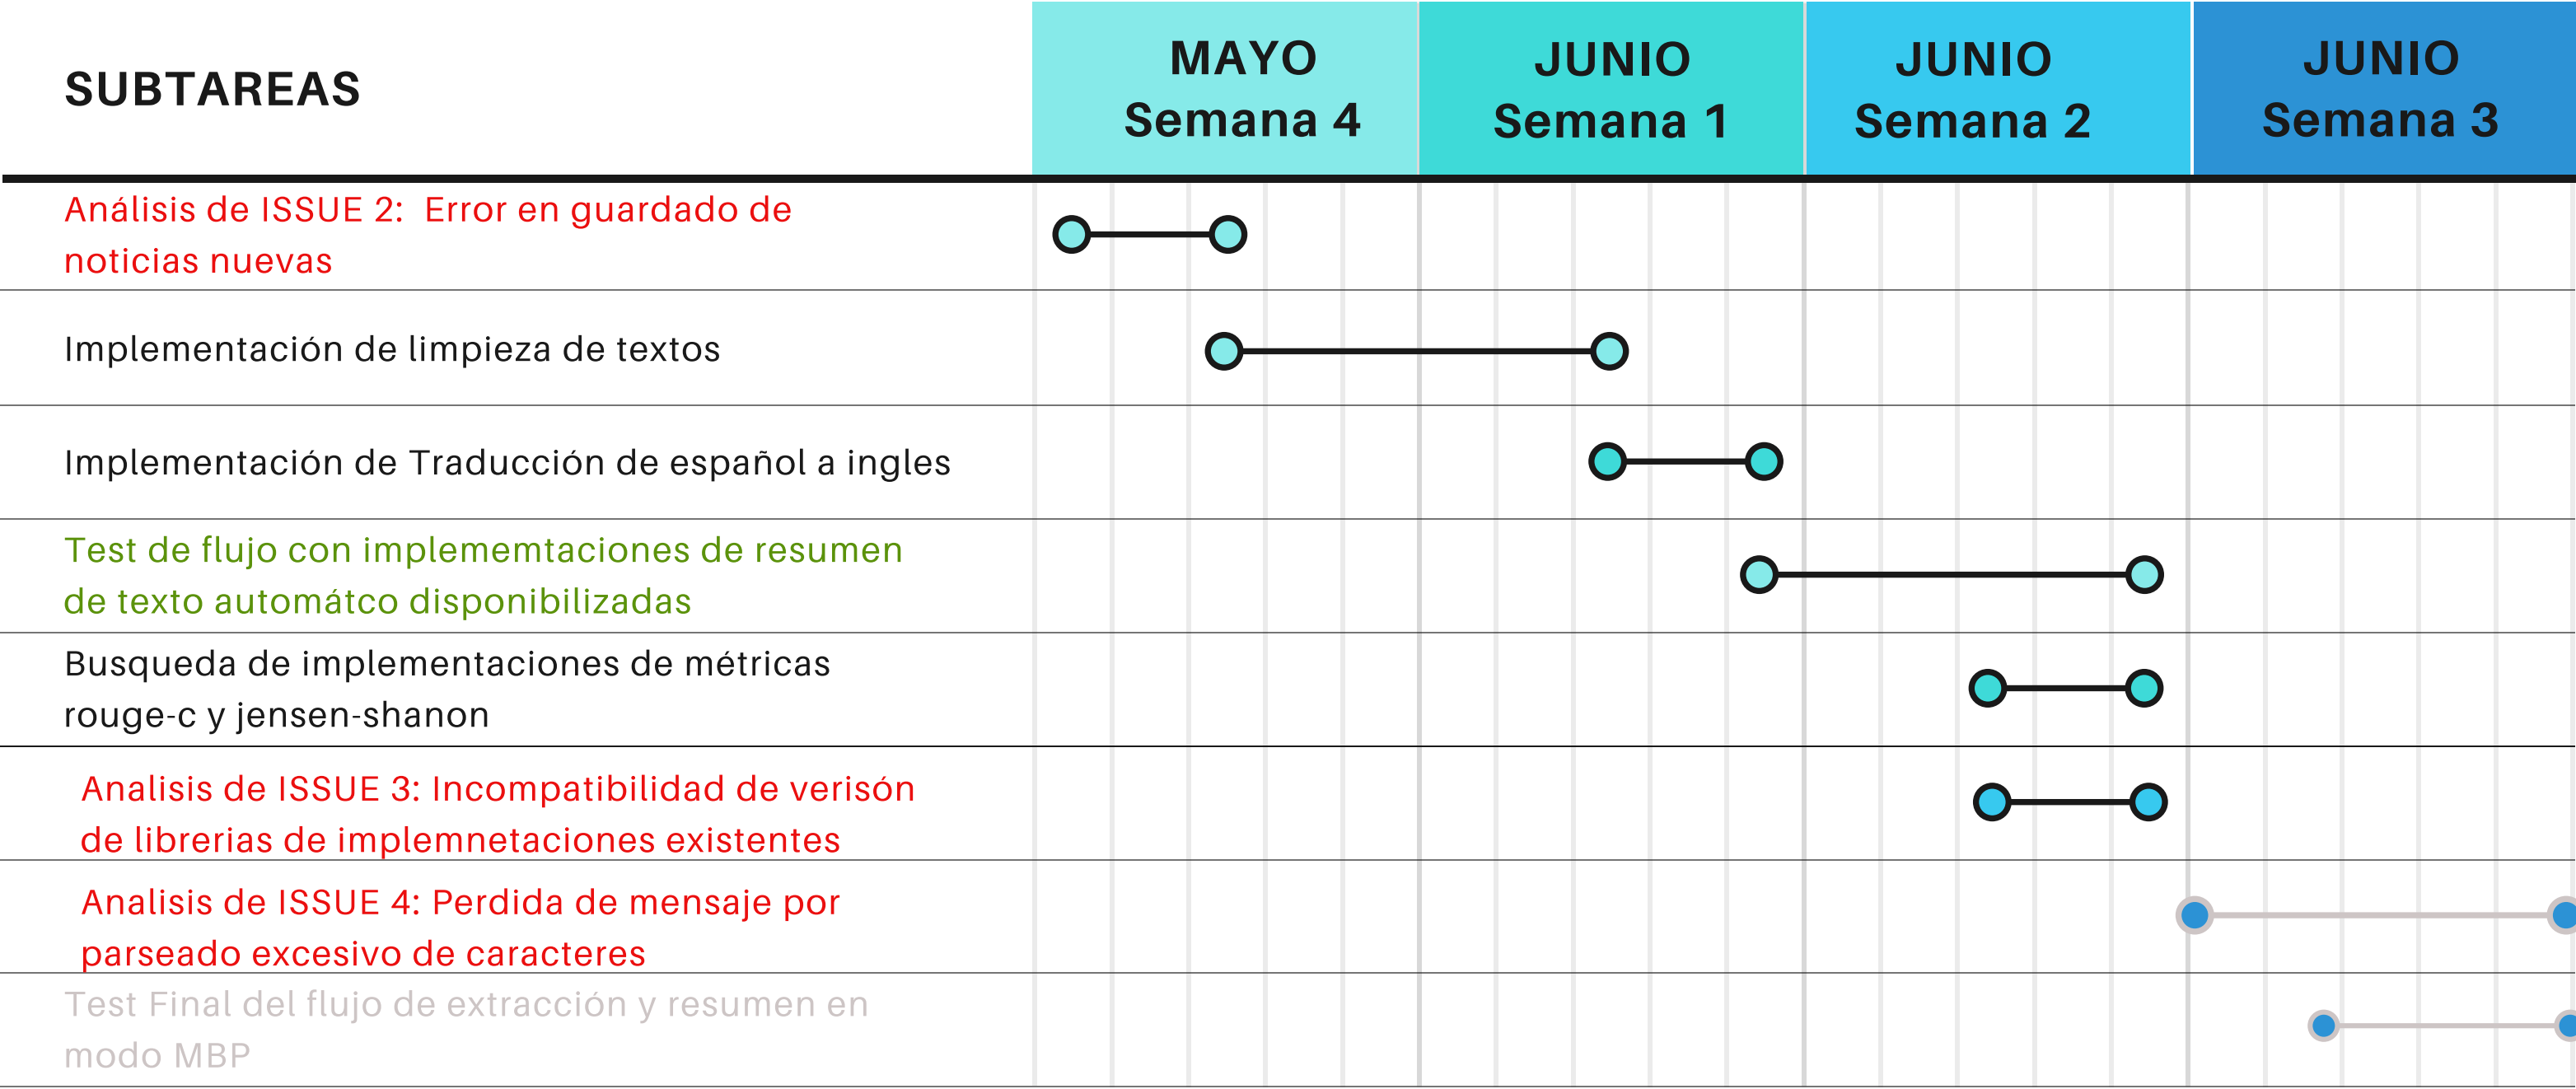 SUBTAREAS
MAYO
Semana 4
JUNIO
Semana 1
JUNIO
Semana 2
JUNIO
Semana 3
Análisis de ISSUE 2:  Error en guardado de
noticias nuevas
Implementación de limpieza de textos
Implementación de Traducción de español a ingles
Test de flujo con implememtaciones de resumen
de texto automátco disponibilizadas
Busqueda de implementaciones de métricas
rouge-c y jensen-shanon
Analisis de ISSUE 3: Incompatibilidad de verisón
de librerias de implemnetaciones existentes
Analisis de ISSUE 4: Perdida de mensaje por
parseado excesivo de caracteres
Test Final del flujo de extracción y resumen en
modo MBP